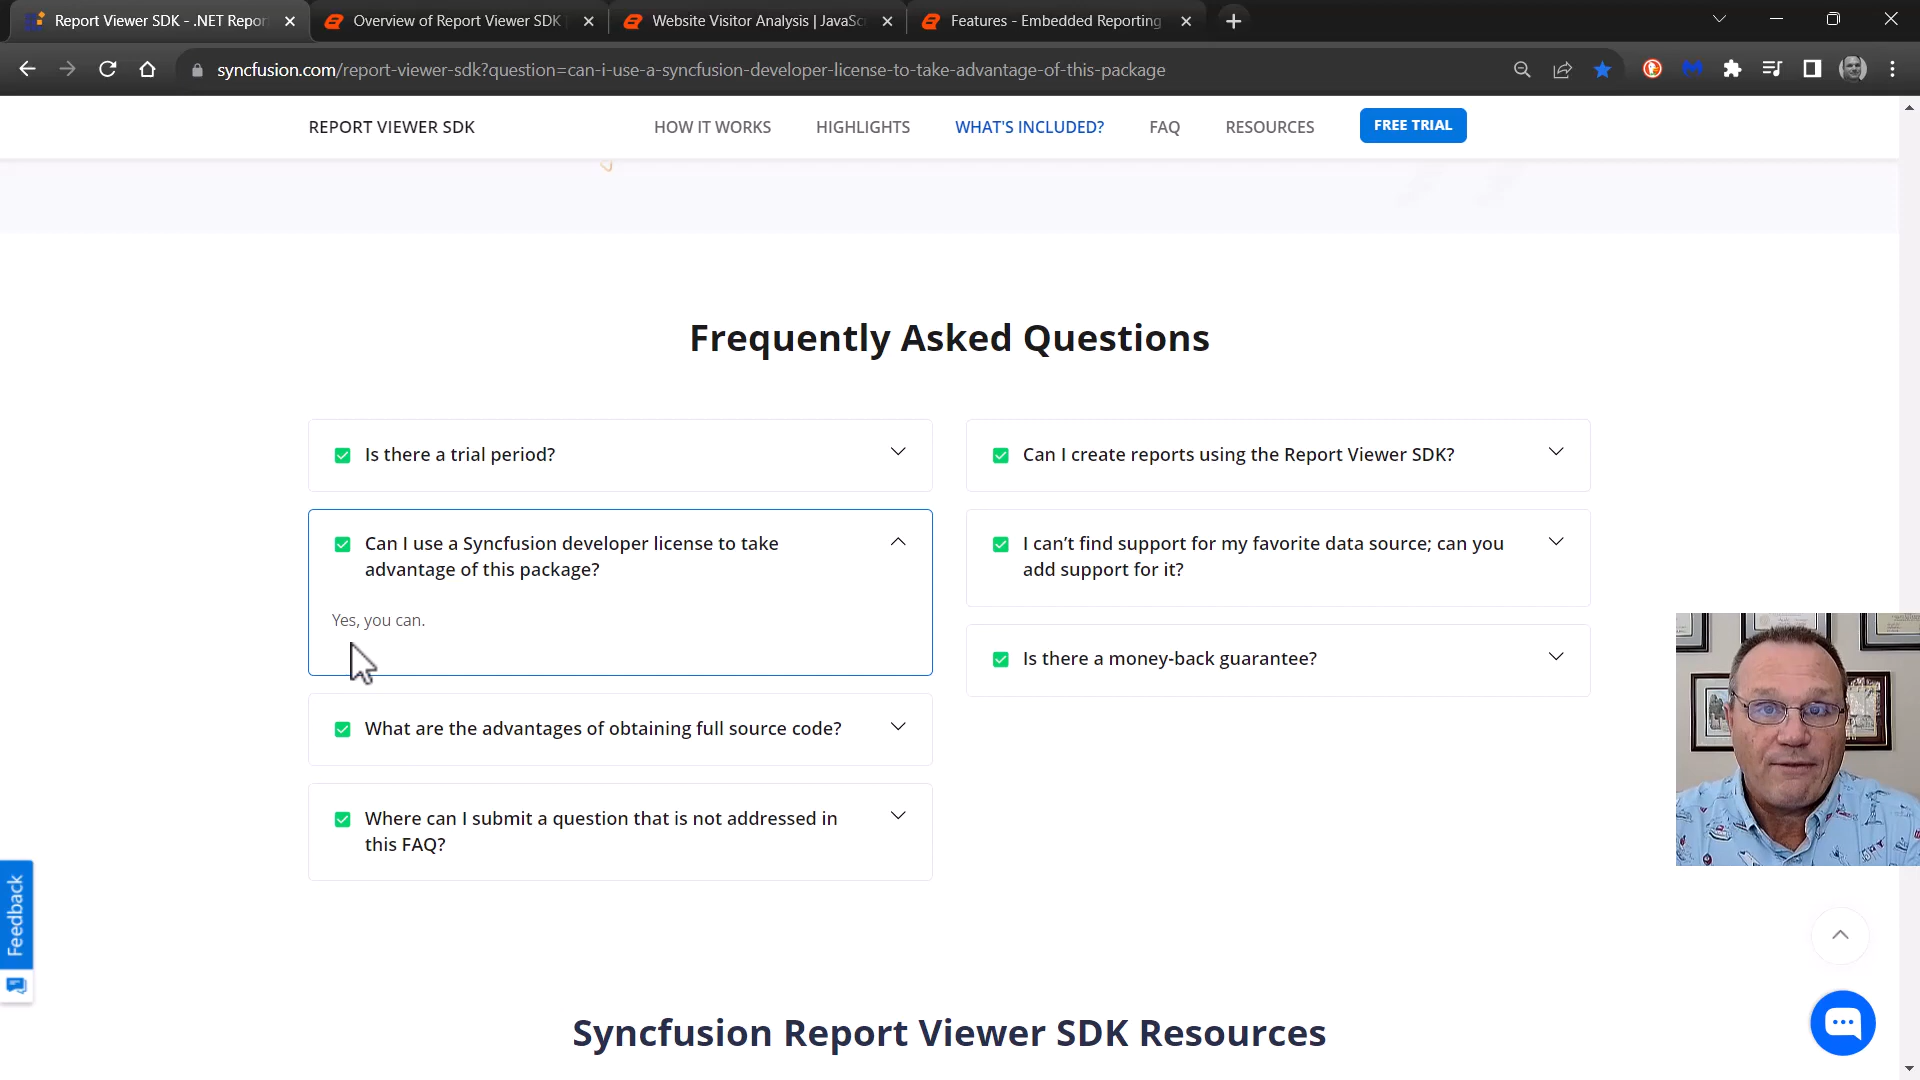 Report Viewer SDK - .NET Repor
Overview of Report Viewer SDK
Website Visitor Analysis | JavaSc
Features - Embedded Reporting
syncfusion.com/report-viewer-sdk?question=can-i-use-a-syncfusion-developer-license-to-take-advantage-of-this-package
REPORT VIEWER SDK
HOW IT WORKS
HIGHLIGHTS
WHAT'S INCLUDED?
FAQ
RESOURCES
FREE TRIAL
Frequently Asked Questions
Is there a trial period?
Can I use a Syncfusion developer license to take
advantage of this package?
Yes, you can.
What are the advantages of obtaining full source code?
Where can I submit a question that is not addressed in
this FAQ?
Can I create reports using the Report Viewer SDK?
I can’t find support for my favorite data source; can you
add support for it?
Is there a money-back guarantee?
Feedback
Syncfusion Report Viewer SDK Resources